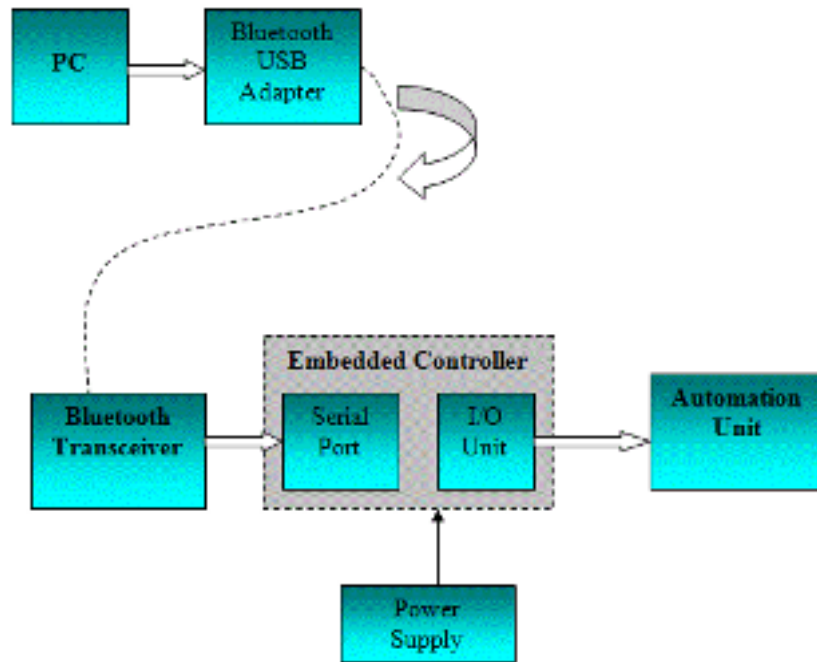 PC
Bluetooth
USB
Adapter
Embedded Controller
Bluetooth
Transceiver
Serial
Port
I/O
Unit
Automation
Unit
Power
Supply